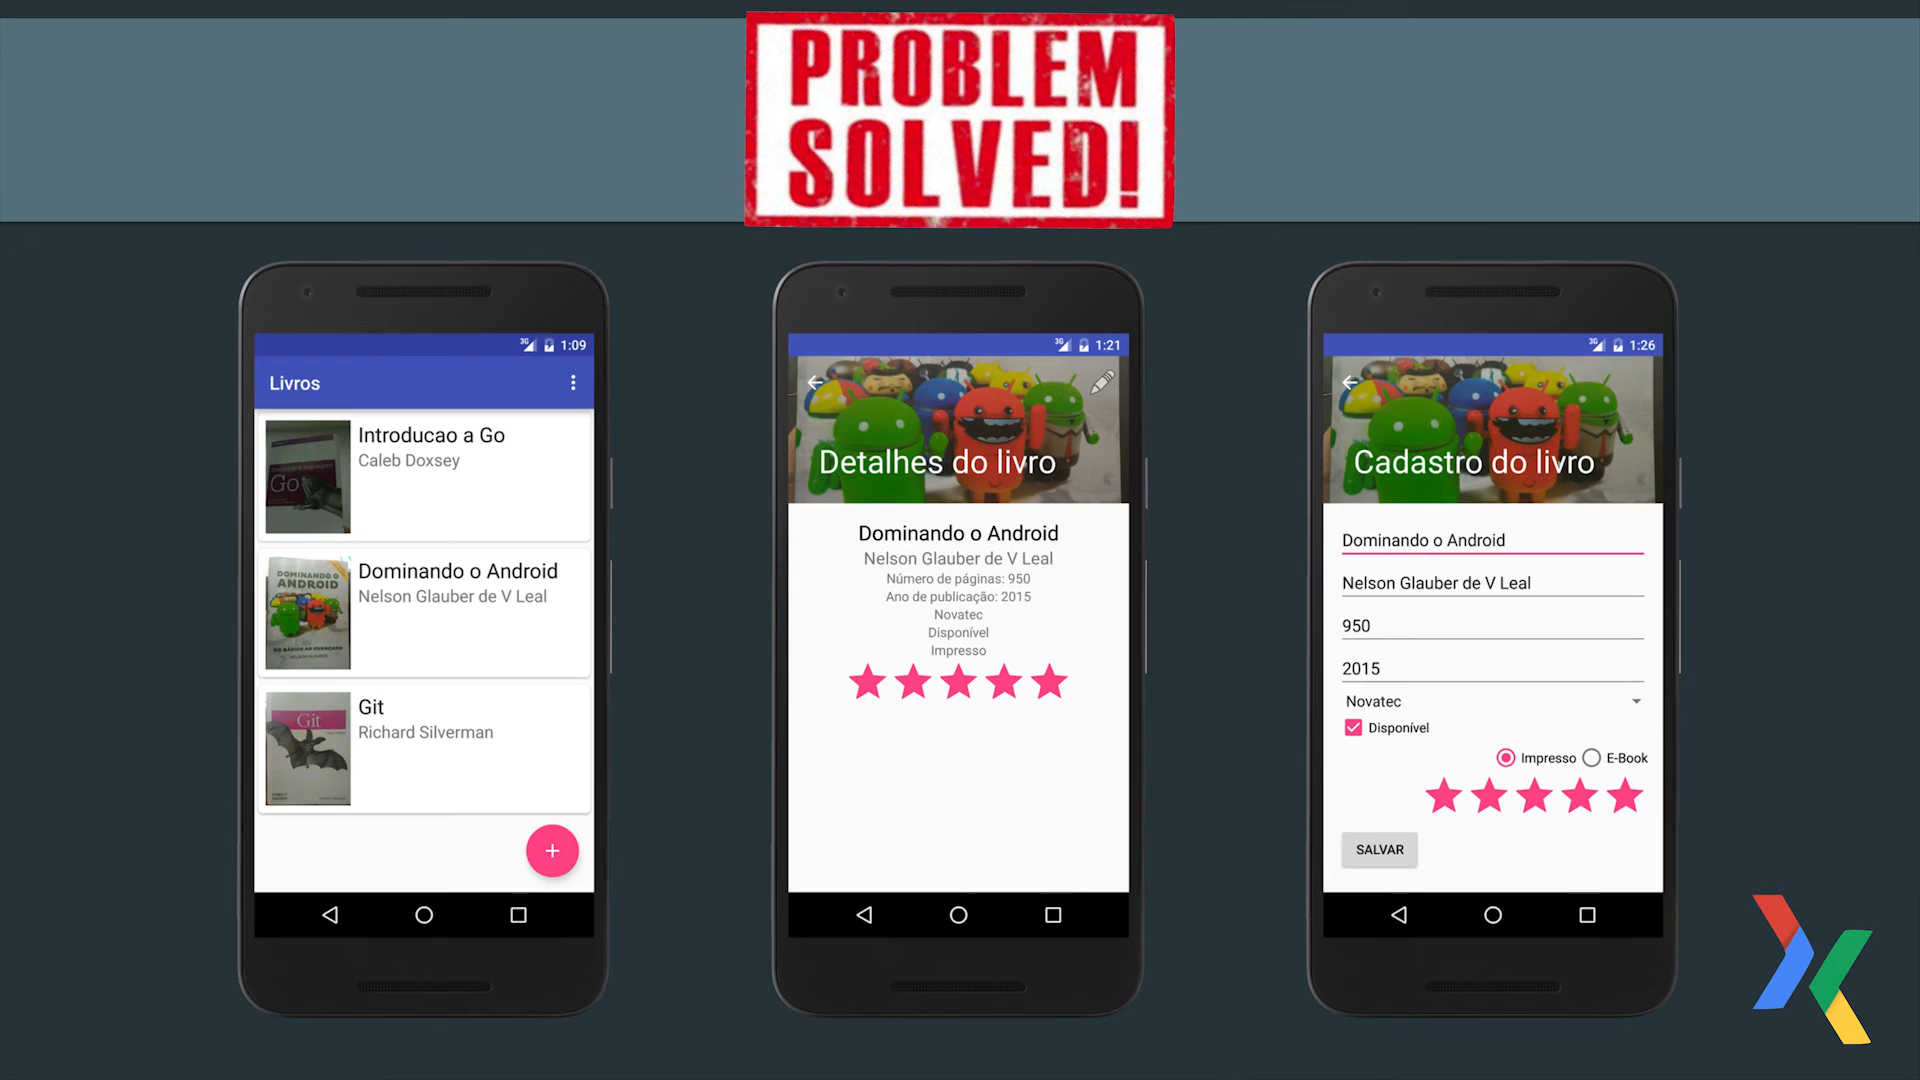 PROBLEM
SOLVED!
3G 1:09
Livros
Introducao a Go
Caleb Doxsey
Go
Dominando o Android
Nelson Glauber de V Leal
DOMINANDO O
ANDROID
Git
Richard Silverman
Git
+
3G 1:21
Detalhes do livro
Dominando o Android
Nelson Glauber de V Leal
Número de páginas: 950
Ano de publicação: 2015
Novatec
Disponível
Impresso
3G 1:26
Cadastro do livro
Dominando o Android
Nelson Glauber de V Leal
950
2015
Novatec
Disponível
Impresso E-Book
SALVAR